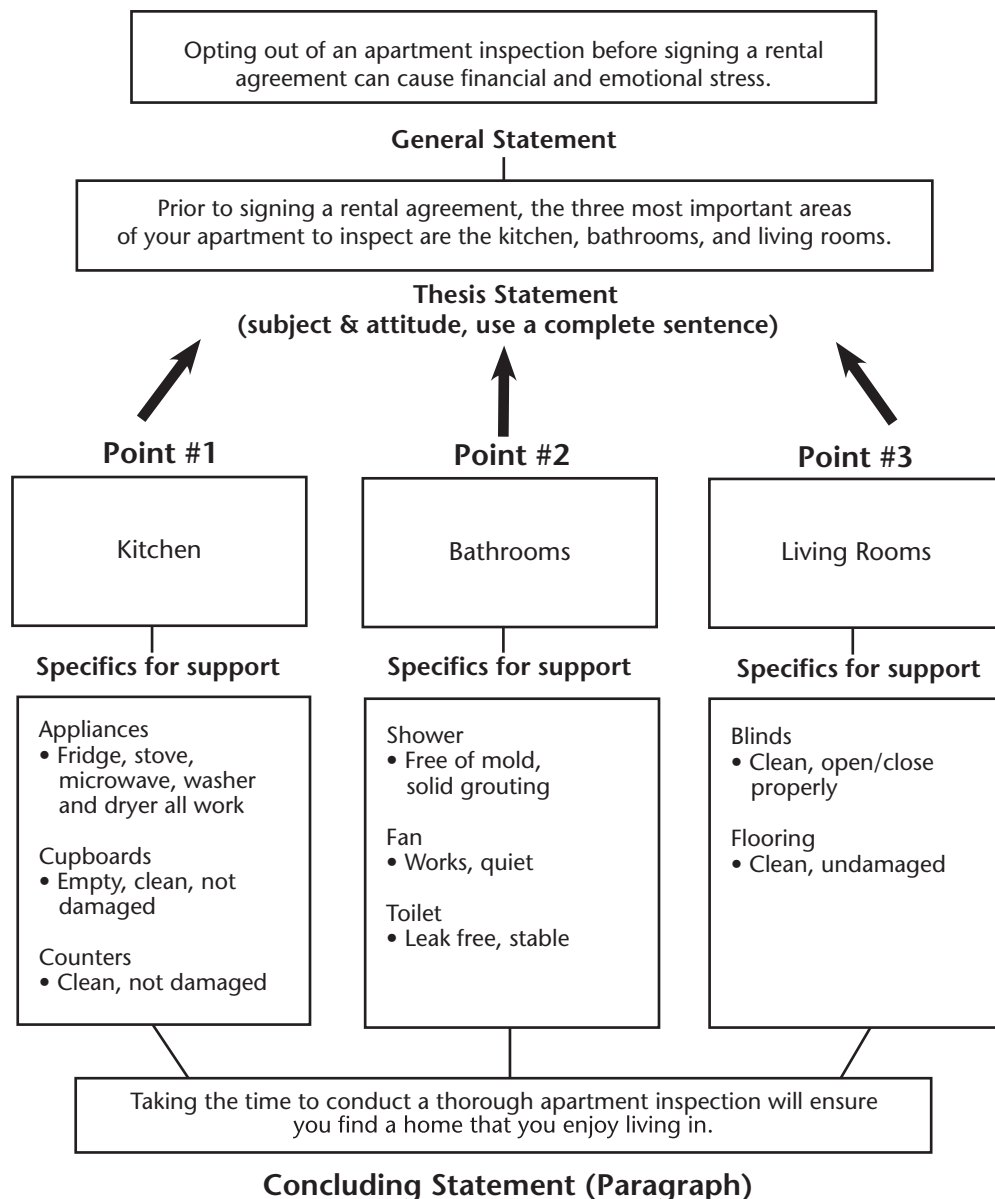 Opting out of an apartment inspection before signing a rental
agreement can cause financial and emotional stress.
General Statement
Prior to signing a rental agreement, the three most important areas
of your apartment to inspect are the kitchen, bathrooms, and living rooms.
Thesis Statement
(subject & attitude, use a complete sentence)
Point #1
Kitchen
Specifics for support
Appliances
• Fridge, stove,
microwave, washer
and dryer all work
Cupboards
• Empty, clean, not
damaged
Counters
• Clean, not damaged
Point #2
Bathrooms
Specifics for support
Shower
• Free of mold,
solid grouting
Fan
• Works, quiet
Toilet
• Leak free, stable
Point #3
Living Rooms
Specifics for support
Blinds
• Clean, open/close
properly
Flooring
• Clean, undamaged
Taking the time to conduct a thorough apartment inspection will ensure
you find a home that you enjoy living in.
Concluding Statement (Paragraph)